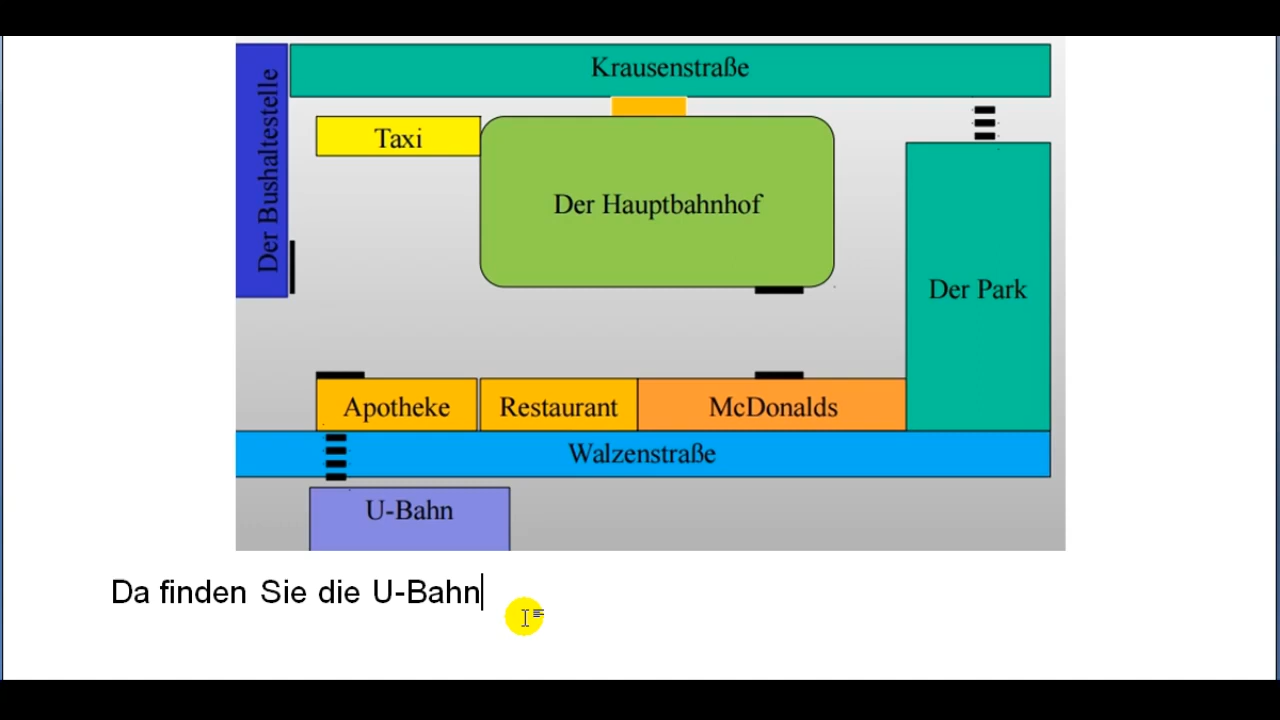 Krausenstraße
Der Bushaltestelle
Taxi
Der Hauptbahnhof
Der Park
Apotheke
Restaurant
McDonalds
Walzenstraße
U-Bahn
Da finden Sie die U-Bahn